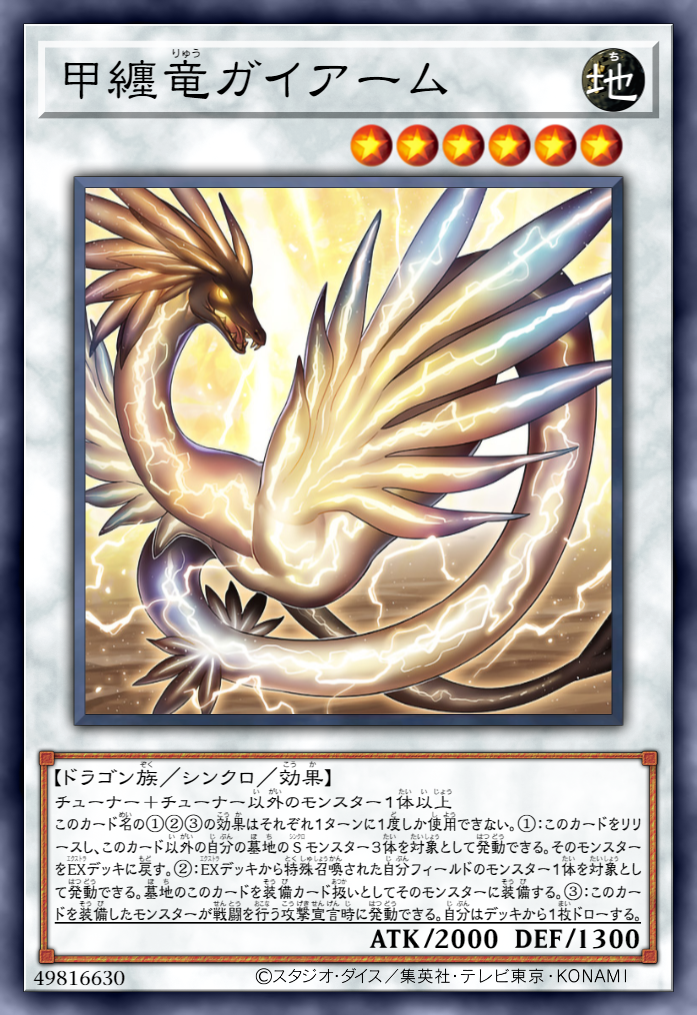 甲纏竜ガイアーム
りゅう
地
ち
【ドラゴン族／シンクロ／効果】
チューナー＋チューナー以外のモンスター１体以上
このカード名の①②③の効果はそれぞれ１ターンに１度しか使用できない。①：このカードをリリ
ースし、このカード以外の自分の墓地のＳモンスター３体を対象として発動できる。そのモンスター
をEXデッキに戻す。②：EXデッキから特殊召喚された自分フィールドのモンスター１体を対象とし
て発動できる。墓地のこのカードを装備カード扱いとしてそのモンスターに装備する。③：このカー
ドを装備したモンスターが戦闘を行う攻撃宣言時に発動できる。自分はデッキから１枚ドローする。
ATK/2000 DEF/1300
49816630 ©スタジオ・ダイス／集英社・テレビ東京・KONAMI